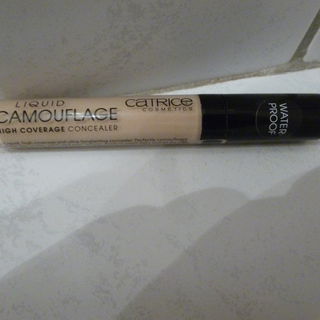 LIQUID
CAMOUFLAGE
HIGH COVERAGE CONCEALER
CATRICE
COSMETICS
WATER
PROOF